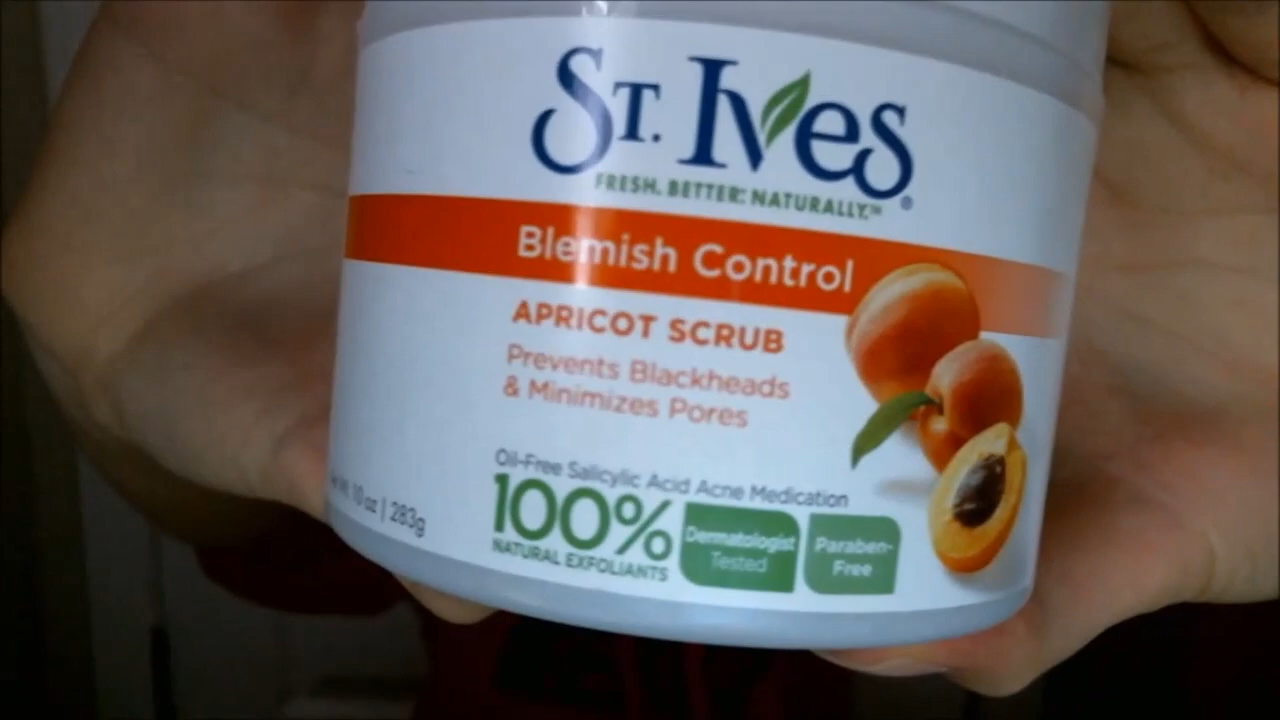 St. Ives®
FRESH. BETTER. NATURALLY.™
Blemish Control
APRICOT SCRUB
Prevents Blackheads
& Minimizes Pores
Oil-Free Salicylic Acid Acne Medication
100%
NATURAL EXFOLIANTS
Dermatologist
Tested
Paraben-
Free
10 oz | 283g